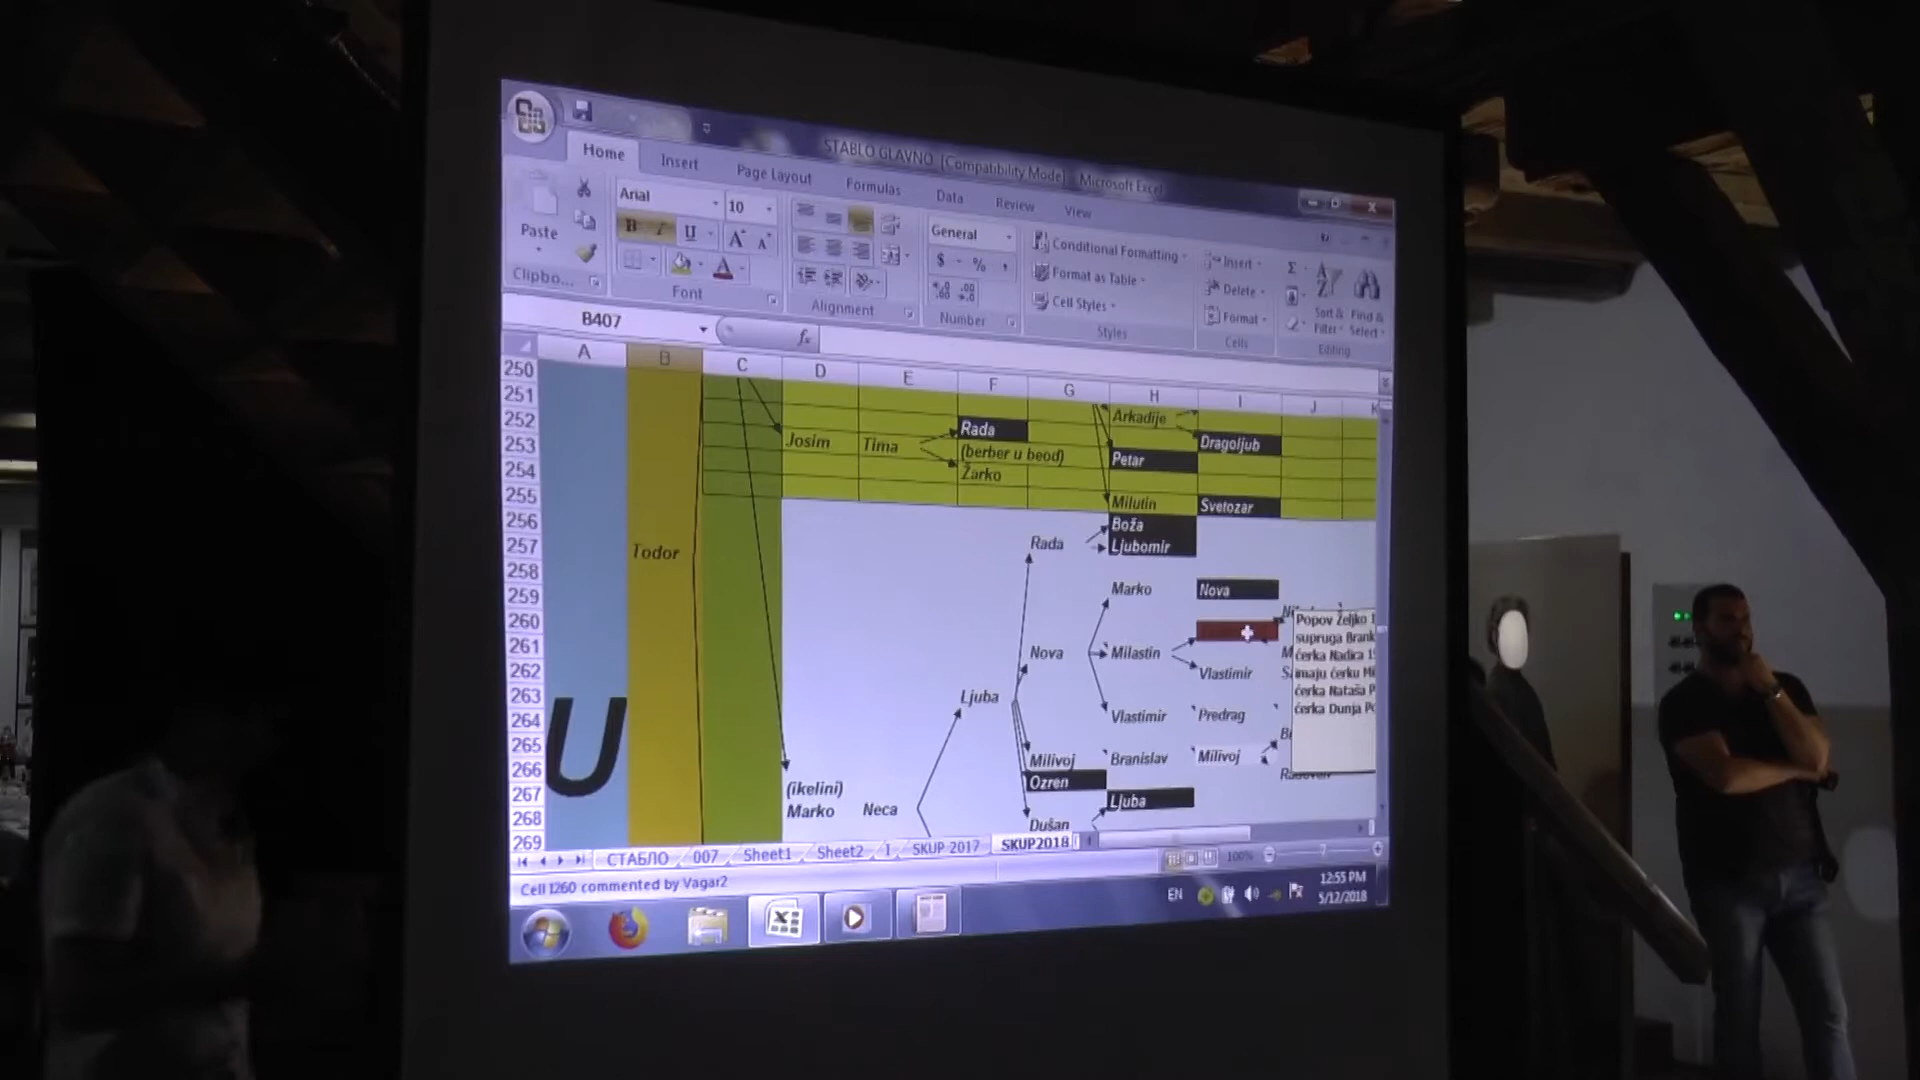 STABLO GLAVNO [Compatibility Mode] - Microsoft Excel
Home Insert Page Layout Formulas Data Review View
Arial 10
General
Conditional Formatting
Format as Table
Cell Styles
Insert
Delete
Format
Paste
B I U A A
$ % ,
Sort & Filter
Find & Select
Clipbo...
Font
Alignment
Number
Styles
Cells
Editing
B407
fx
A B C D E F G H I J K
250
251
252
253
254
255
256
257
258
259
260
261
262
263
264
265
266
267
268
269
U
Todor
Josim
Tima
Rada
(berber u beod)
Žarko
Arkadije
Dragoljub
Petar
Milutin
Svetozar
Rada
Boža
Ljubomir
Marko
Nova
Nova
Milastin
Vlastimir
Ljuba
Vlastimir
Predrag
Milivoj
Branislav
Milivoj
Ozren
Ljuba
Dušan
(ikelini)
Marko
Neca
Popov Željko 1
supruga Brank
ćerka Nadica 19
imaju ćerku Mi
ćerka Nataša P
ćerka Dunja Po
СТАБЛО 007 Sheet1 Sheet2 1 SKUP 2017 SKUP2018
Cell I260 commented by Vagar2
100%
EN
12:55 PM
5/12/2018